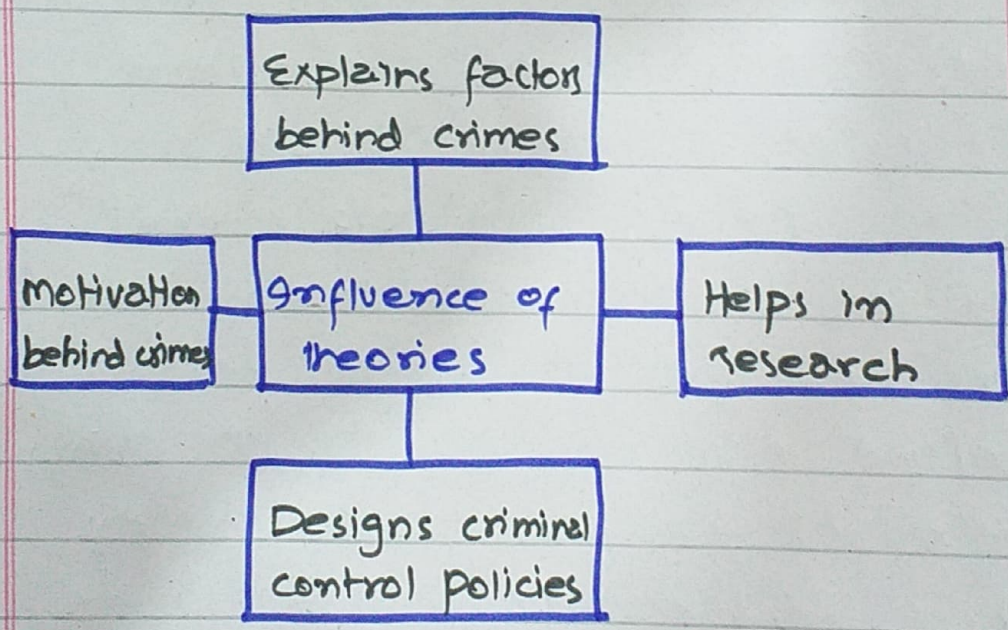 Explains factors
behind crimes
Motivation
behind crimes
Influence of
theories
Helps in
research
Designs criminal
control policies